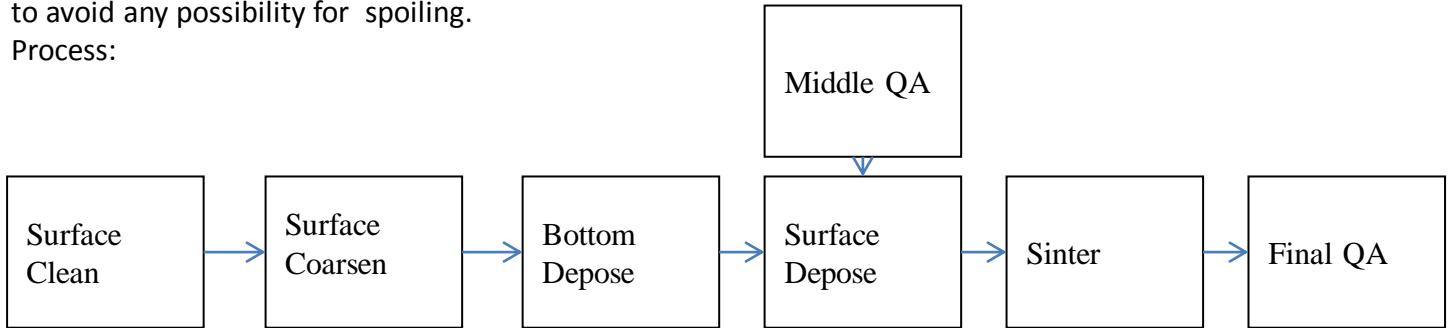 to avoid any possibility for  spoiling.
Process:
Middle QA
Surface
Clean
Surface
Coarsen
Bottom
Depose
Surface
Depose
Sinter
Final QA